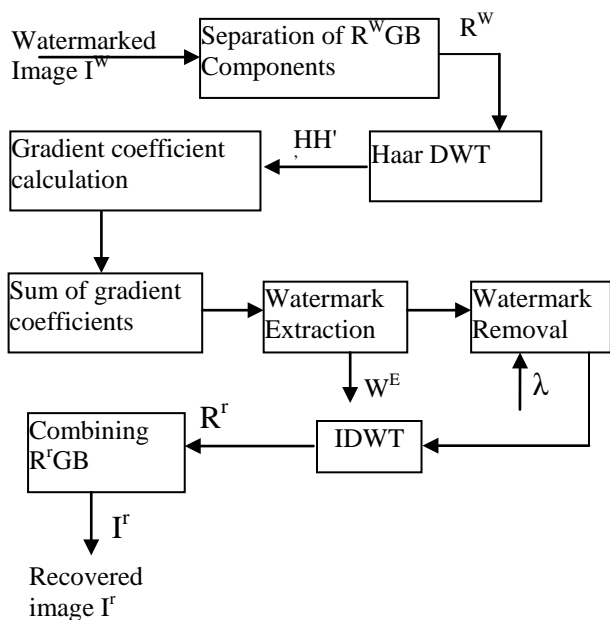 Watermarked
Image I^W
Separation of R^WGB
Components
R^W
Gradient coefficient
calculation
HH'
,
Haar DWT
Sum of gradient
coefficients
Watermark
Extraction
Watermark
Removal
W^E
λ
Combining
R^rGB
R^r
IDWT
I^r
Recovered
image I^r